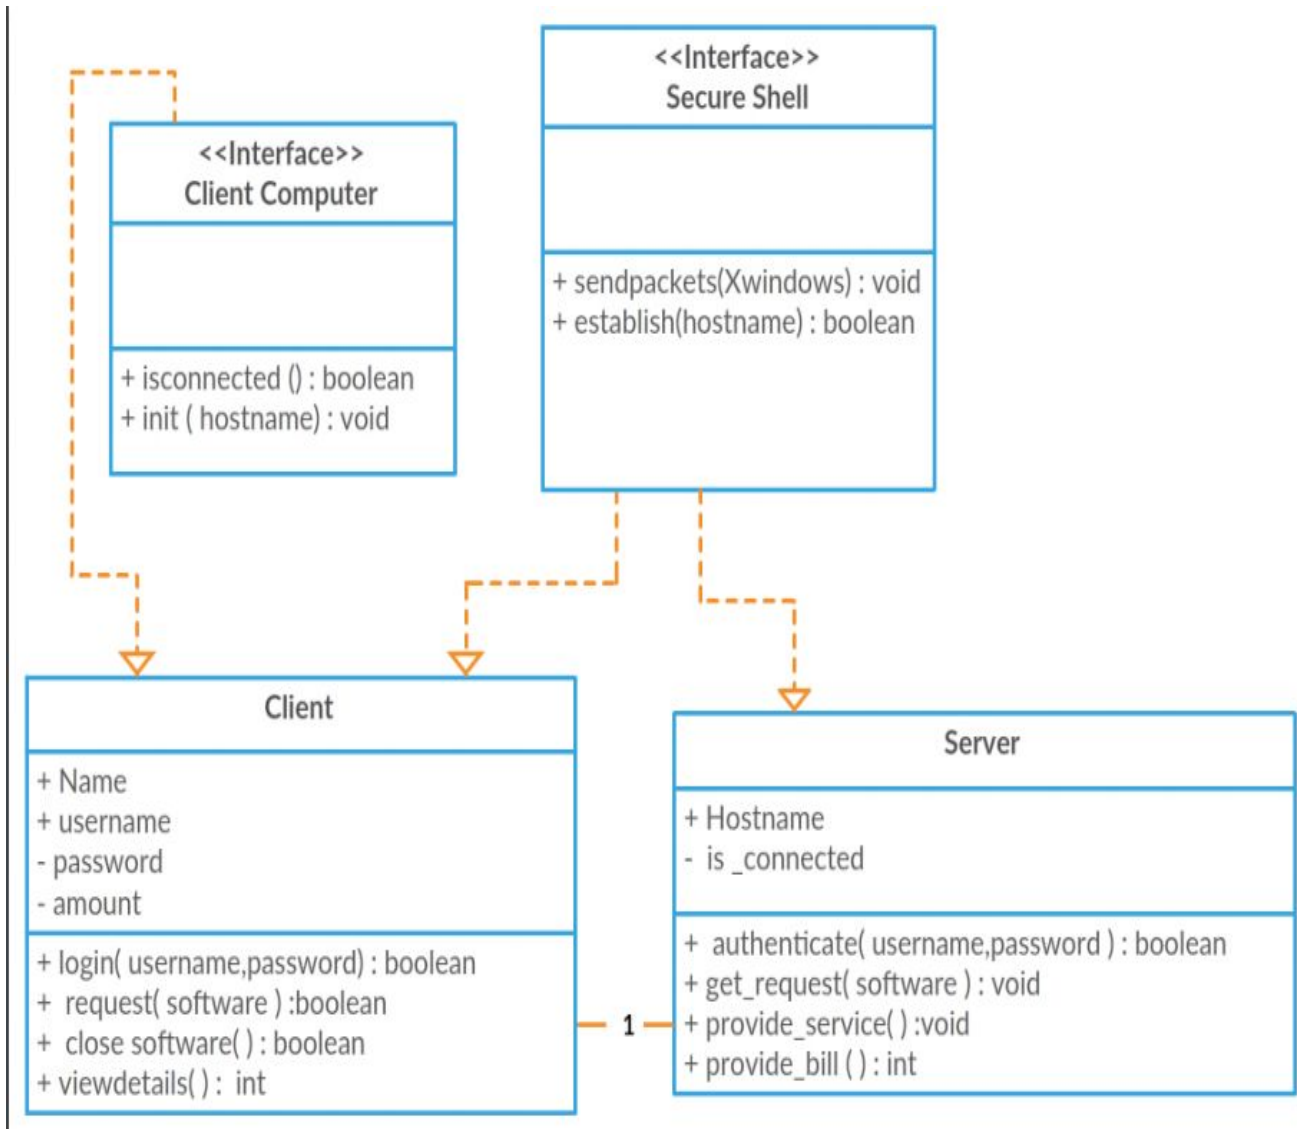 <<Interface>>
Client Computer
+ isconnected () : boolean
+ init ( hostname) : void
<<Interface>>
Secure Shell
+ sendpackets(Xwindows) : void
+ establish(hostname) : boolean
Client
+ Name
+ username
- password
- amount
+ login( username,password) : boolean
+ request( software ) :boolean
+ close software( ) : boolean
+ viewdetails( ) : int
1
Server
+ Hostname
- is _connected
+ authenticate( username,password ) : boolean
+ get_request( software ) : void
+ provide_service( ) :void
+ provide_bill ( ) : int